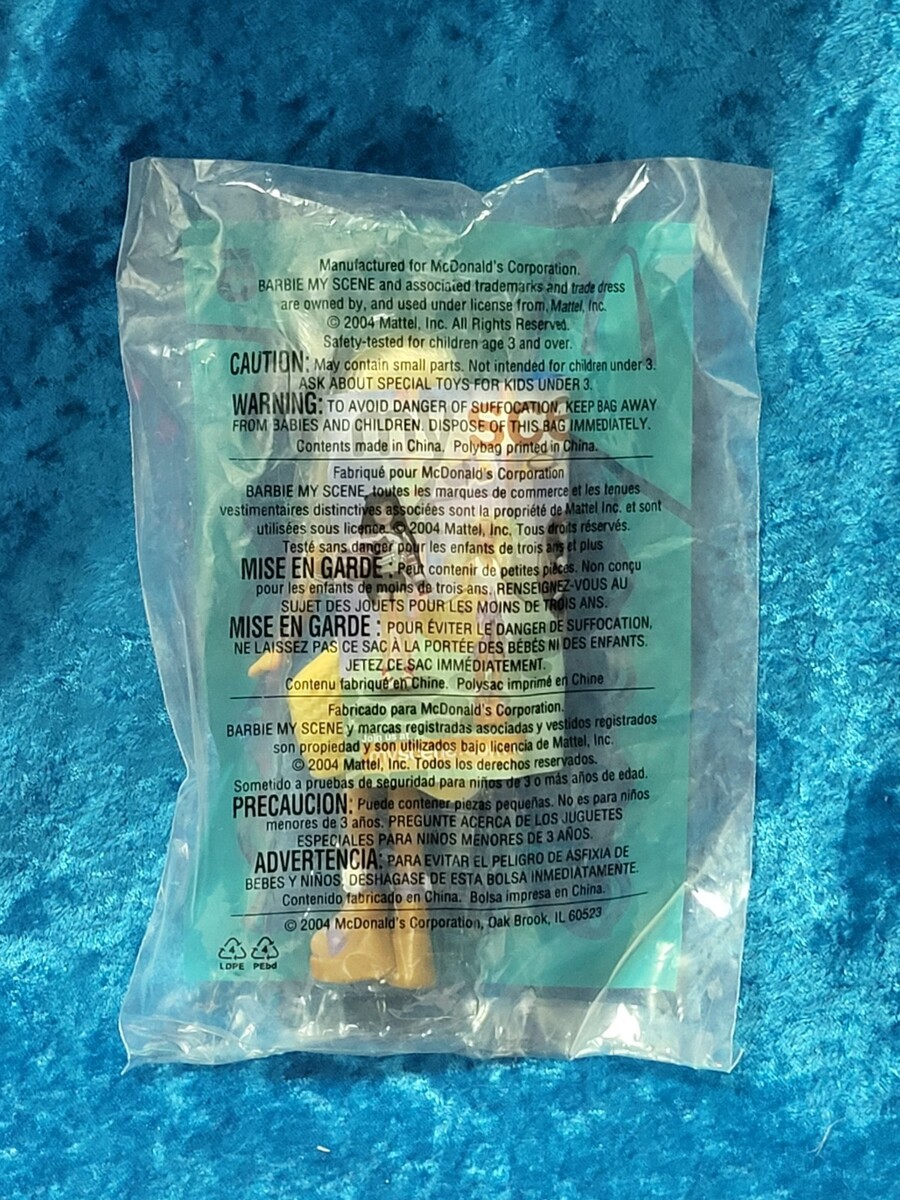 Manufactured for McDonald's Corporation.
BARBIE MY SCENE and associated trademarks and trade dress
are owned by, and used under license from, Mattel, Inc.
© 2004 Mattel, Inc. All Rights Reserved.
Safety-tested for children age 3 and over.
CAUTION: May contain small parts. Not intended for children under 3.
ASK ABOUT SPECIAL TOYS FOR KIDS UNDER 3.
WARNING: TO AVOID DANGER OF SUFFOCATION, KEEP BAG AWAY
FROM BABIES AND CHILDREN. DISPOSE OF THIS BAG IMMEDIATELY.
Contents made in China. Polybag printed in China.
Fabriqué pour McDonald's Corporation
BARBIE MY SCENE, toutes les marques de commerce et les tenues
vestimentaires distinctives associées sont la propriété de Mattel Inc. et sont
utilisées sous licence. © 2004 Mattel, Inc. Tous droits réservés.
Testé sans danger pour les enfants de trois ans et plus
MISE EN GARDE : Peut contenir de petites pièces. Non conçu
pour les enfants de moins de trois ans. RENSEIGNEZ-VOUS AU
SUJET DES JOUETS POUR LES MOINS DE TROIS ANS.
MISE EN GARDE : POUR ÉVITER LE DANGER DE SUFFOCATION,
NE LAISSEZ PAS CE SAC À LA PORTÉE DES BÉBÉS NI DES ENFANTS.
JETEZ CE SAC IMMÉDIATEMENT.
Contenu fabriqué en Chine. Polysac imprimé en Chine
Fabricado para McDonald's Corporation.
BARBIE MY SCENE y marcas registradas asociadas y vestidos registrados
son propiedad y son utilizados bajo licencia de Mattel, Inc.
© 2004 Mattel, Inc. Todos los derechos reservados.
Join us at
Sometido a pruebas de seguridad para niños de 3 o más años de edad.
PRECAUCION: Puede contener piezas pequeñas. No es para niños
menores de 3 años. PREGUNTE ACERCA DE LOS JUGUETES
ESPECIALES PARA NIÑOS MENORES DE 3 AÑOS.
ADVERTENCIA: PARA EVITAR EL PELIGRO DE ASFIXIA DE
BEBES Y NIÑOS, DESHAGASE DE ESTA BOLSA INMEDIATAMENTE.
Contenido fabricado en China. Bolsa impresa en China.
© 2004 McDonald's Corporation, Oak Brook, IL 60523
4 4
LDPE PEbd